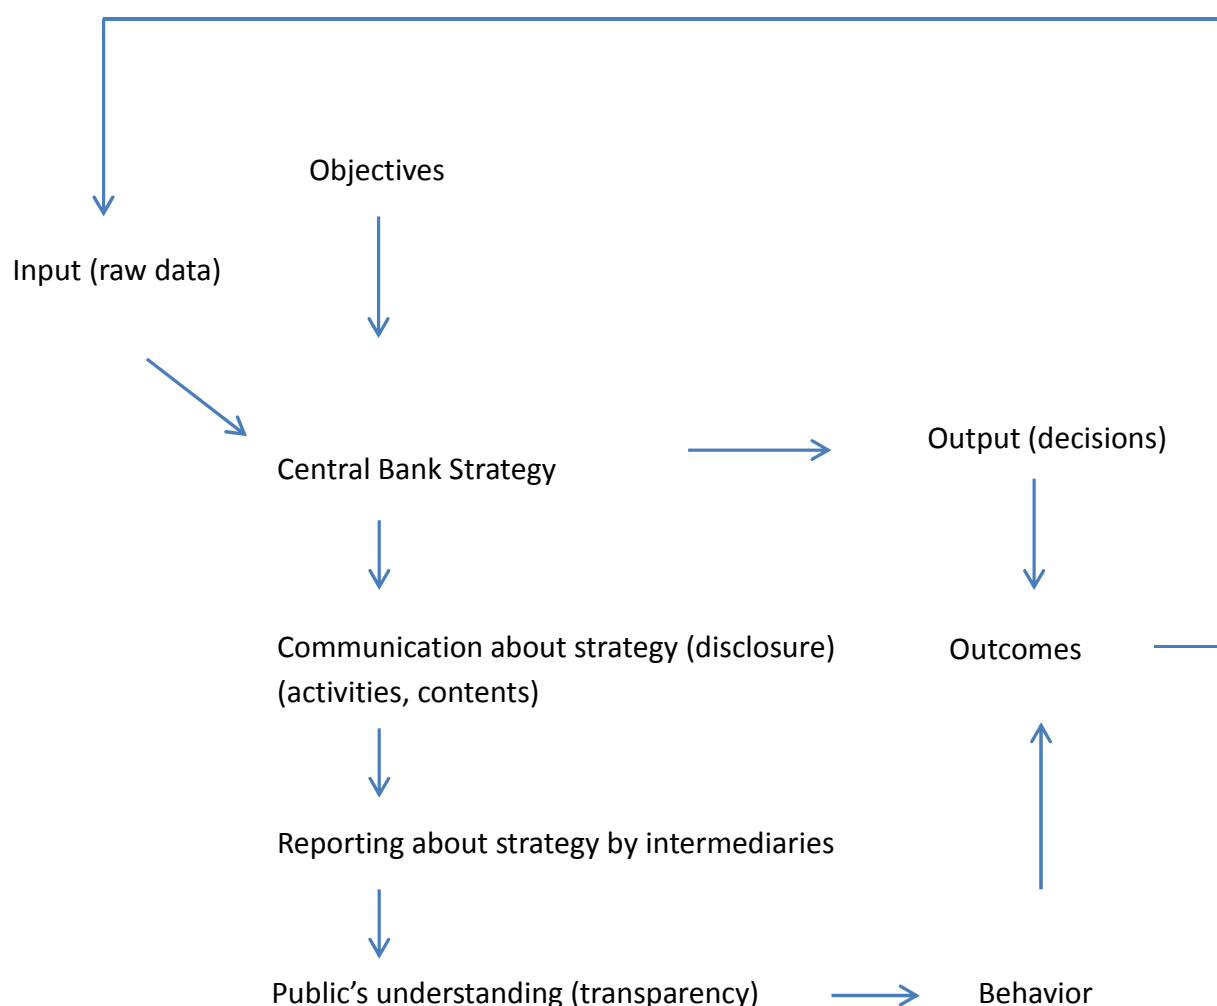 Objectives
Input (raw data)
Central Bank Strategy
Output (decisions)
Communication about strategy (disclosure)
(activities, contents)
Outcomes
Reporting about strategy by intermediaries
Public’s understanding (transparency)
Behavior